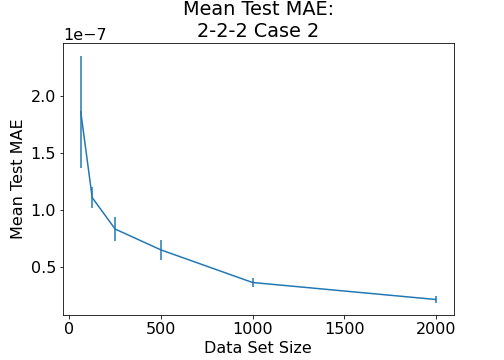 Mean Test MAE:
2-2-2 Case 2
1e−7
2.0
1.5
1.0
0.5
Mean Test MAE
0 500 1000 1500 2000
Data Set Size